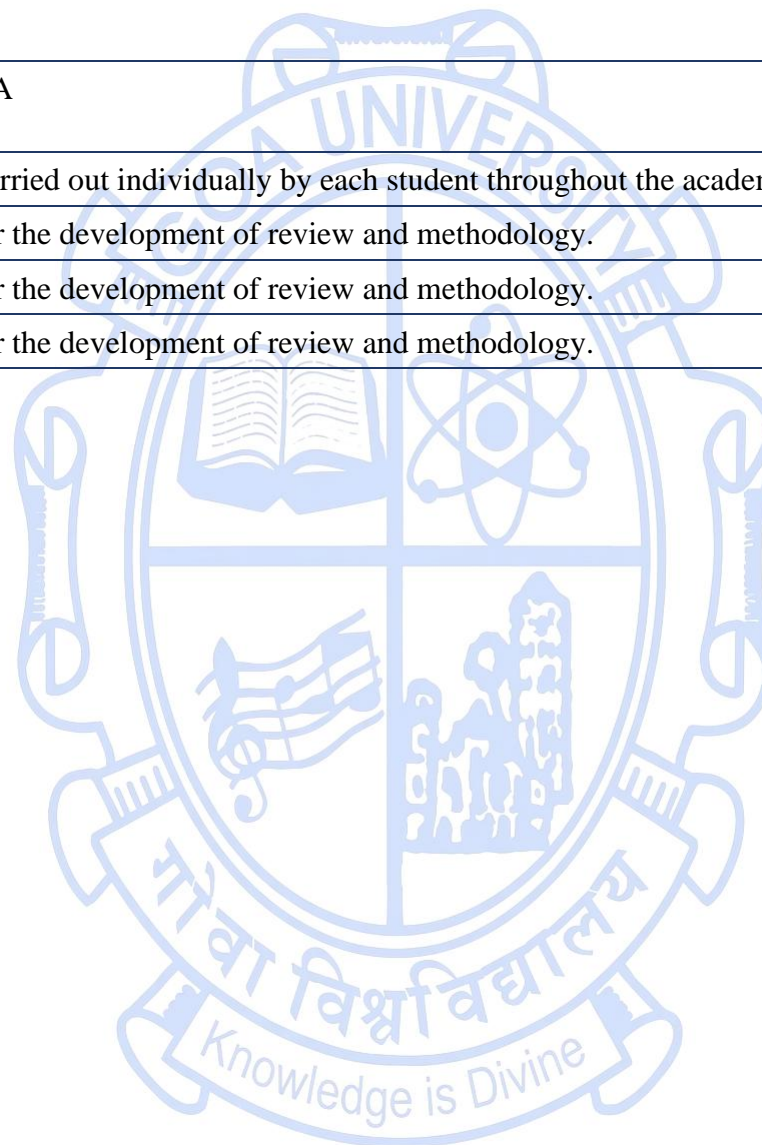 A
GOA UNIVERSITY
rried out individually by each student throughout the acade
r the development of review and methodology.
r the development of review and methodology.
r the development of review and methodology.
गोंवा विश्वविद्यालय
Knowledge is Divine